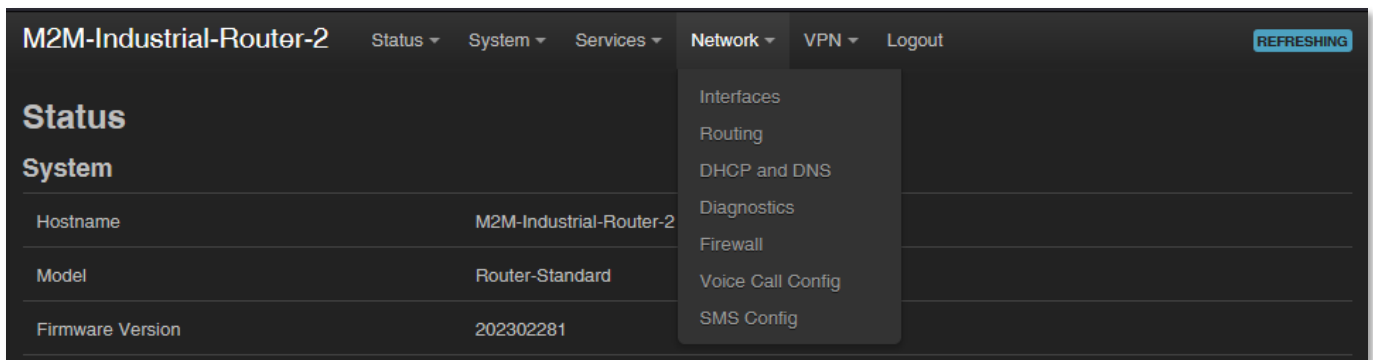 M2M-Industrial-Router-2 Status System Services Network VPN Logout REFRESHING
Interfaces
Status
Routing
System
DHCP and DNS
Diagnostics
Hostname M2M-Industrial-Router-2
Firewall
Model Router-Standard
Voice Call Config
SMS Config
Firmware Version 202302281